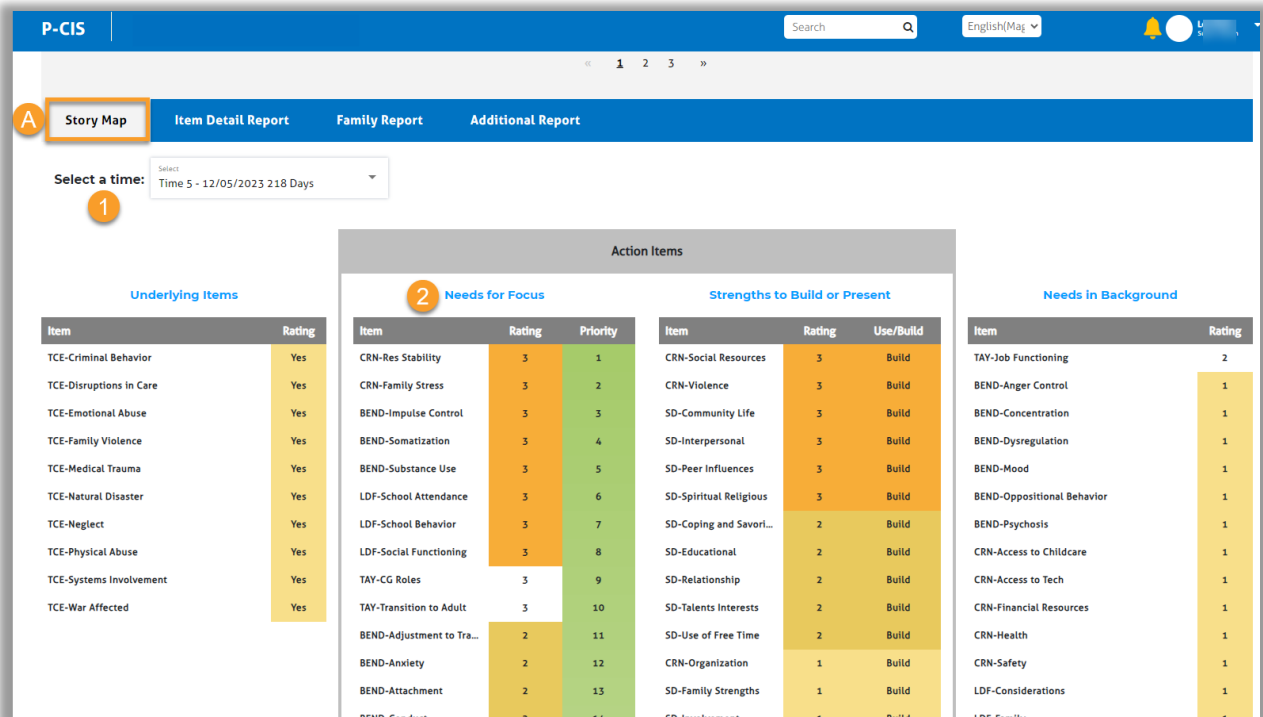 P-CIS
Search
English(Mag
« 1 2 3 »
A
Story Map Item Detail Report Family Report Additional Report
Select a time:
Select
Time 5 - 12/05/2023 218 Days
1
Action Items
Underlying Items
Item Rating
TCE-Criminal Behavior Yes
TCE-Disruptions in Care Yes
TCE-Emotional Abuse Yes
TCE-Family Violence Yes
TCE-Medical Trauma Yes
TCE-Natural Disaster Yes
TCE-Neglect Yes
TCE-Physical Abuse Yes
TCE-Systems Involvement Yes
TCE-War Affected Yes
2
Needs for Focus
Item Rating Priority
CRN-Res Stability 3 1
CRN-Family Stress 3 2
BEND-Impulse Control 3 3
BEND-Somatization 3 4
BEND-Substance Use 3 5
LDF-School Attendance 3 6
LDF-School Behavior 3 7
LDF-Social Functioning 3 8
TAY-CG Roles 3 9
TAY-Transition to Adult 3 10
BEND-Adjustment to Tra... 2 11
BEND-Anxiety 2 12
BEND-Attachment 2 13
Strengths to Build or Present
Item Rating Use/Build
CRN-Social Resources 3 Build
CRN-Violence 3 Build
SD-Community Life 3 Build
SD-Interpersonal 3 Build
SD-Peer Influences 3 Build
SD-Spiritual Religious 3 Build
SD-Coping and Savori... 2 Build
SD-Educational 2 Build
SD-Relationship 2 Build
SD-Talents Interests 2 Build
SD-Use of Free Time 2 Build
CRN-Organization 1 Build
SD-Family Strengths 1 Build
Needs in Background
Item Rating
TAY-Job Functioning 2
BEND-Anger Control 1
BEND-Concentration 1
BEND-Dysregulation 1
BEND-Mood 1
BEND-Oppositional Behavior 1
BEND-Psychosis 1
CRN-Access to Childcare 1
CRN-Access to Tech 1
CRN-Financial Resources 1
CRN-Health 1
CRN-Safety 1
LDF-Considerations 1